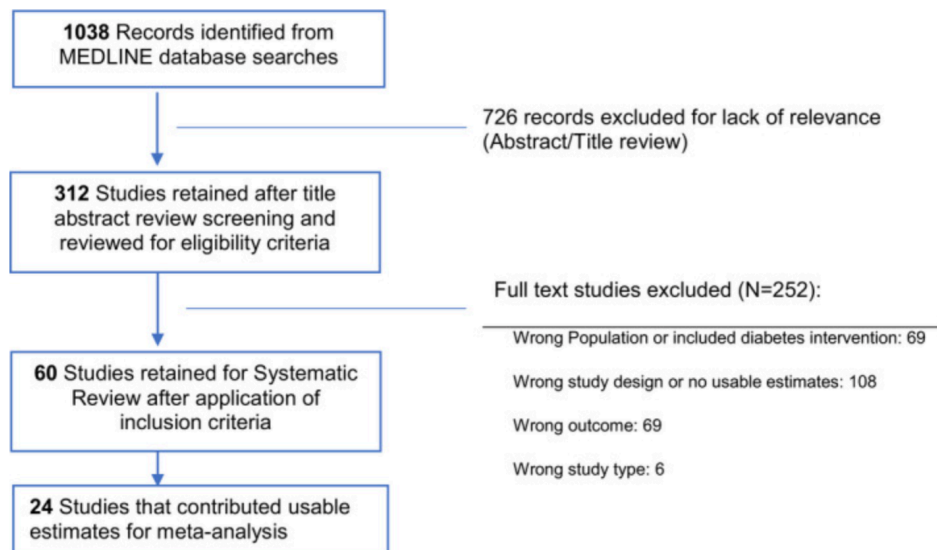 1038 Records identified from
MEDLINE database searches
726 records excluded for lack of relevance
(Abstract/Title review)
312 Studies retained after title
abstract review screening and
reviewed for eligibility criteria
Full text studies excluded (N=252):
Wrong Population or included diabetes intervention: 69
Wrong study design or no usable estimates: 108
Wrong outcome: 69
Wrong study type: 6
60 Studies retained for Systematic
Review after application of
inclusion criteria
24 Studies that contributed usable
estimates for meta-analysis